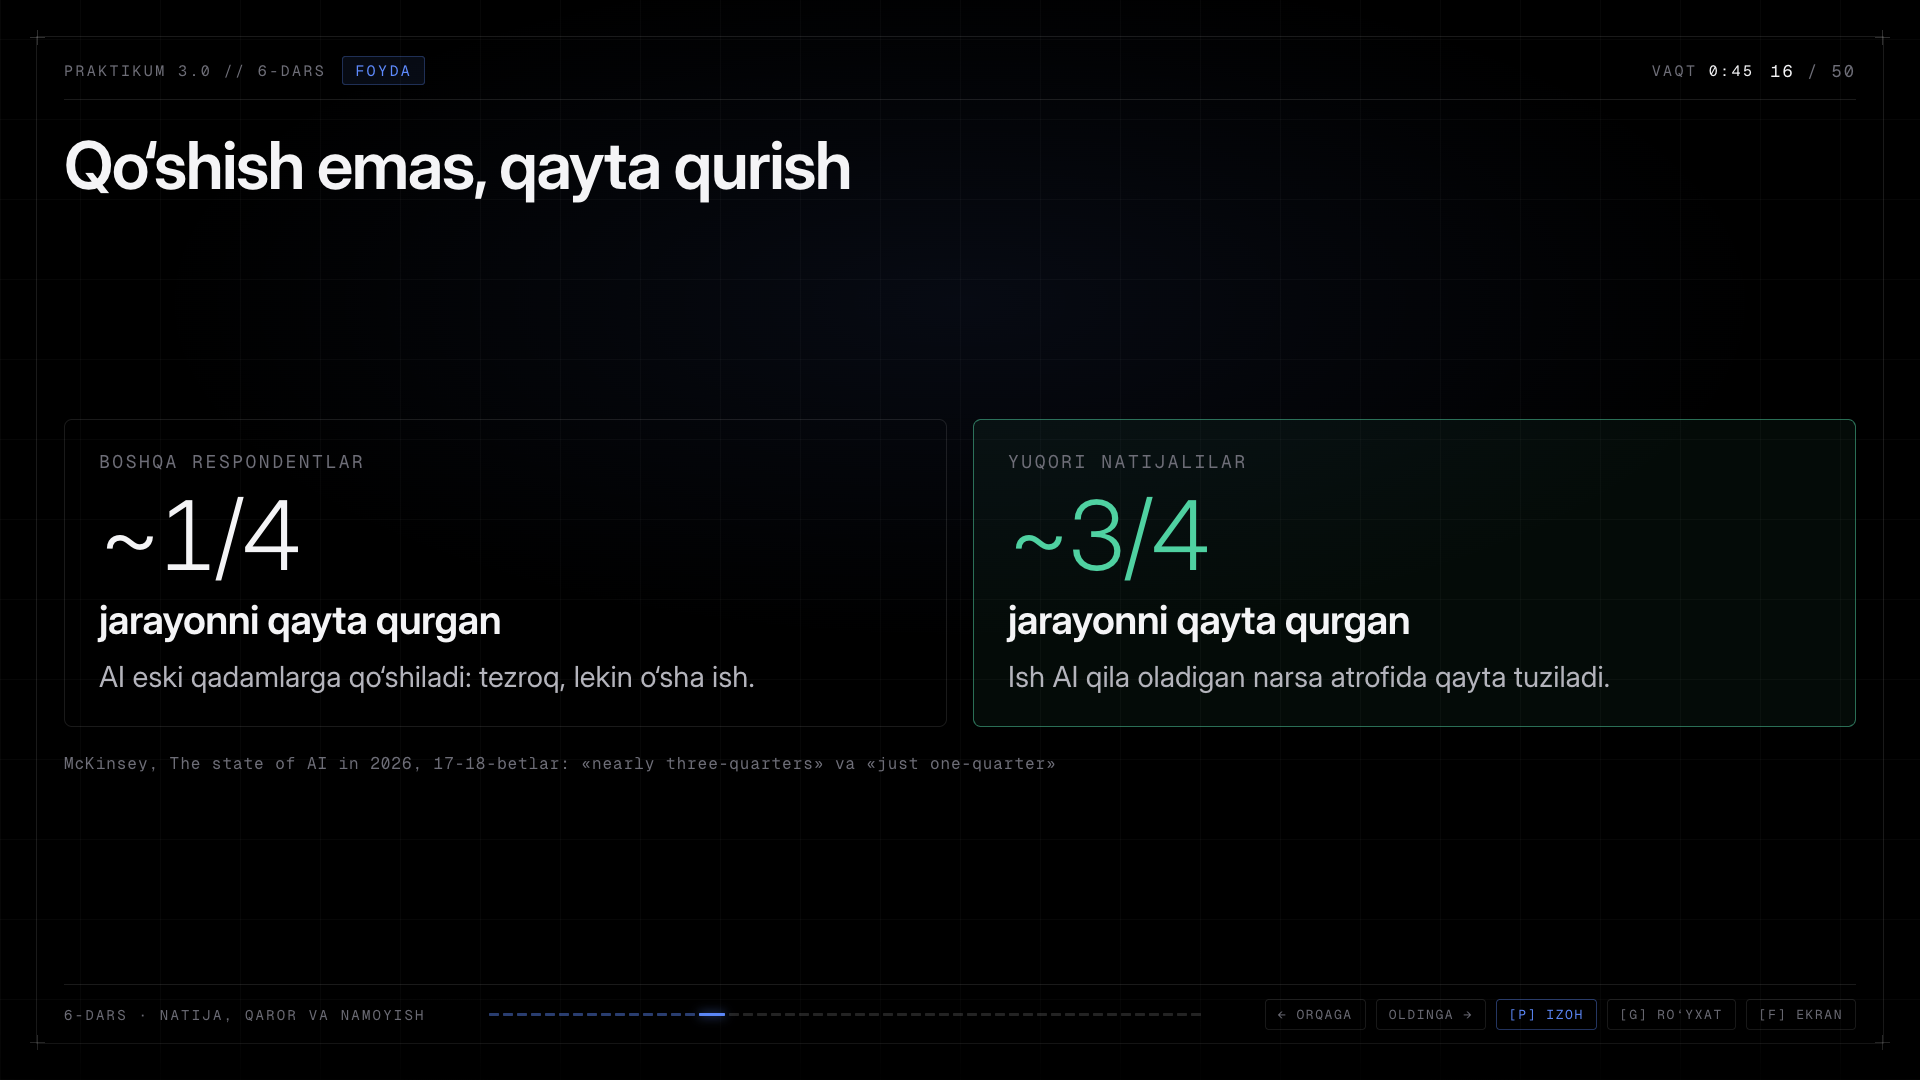 PRAKTIKUM 3.0 // 6-DARS FOYDA
VAQT 0:45 16 / 50
Qo‘shish emas, qayta qurish
BOSHQA RESPONDENTLAR
~1/4
jarayonni qayta qurgan
AI eski qadamlarga qo‘shiladi: tezroq, lekin o‘sha ish.
YUQORI NATIJALILAR
~3/4
jarayonni qayta qurgan
Ish AI qila oladigan narsa atrofida qayta tuziladi.
McKinsey, The state of AI in 2026, 17-18-betlar: «nearly three-quarters» va «just one-quarter»
6-DARS · NATIJA, QAROR VA NAMOYISH
← ORQAGA
OLDINGA →
[P] IZOH
[G] RO‘YXAT
[F] EKRAN